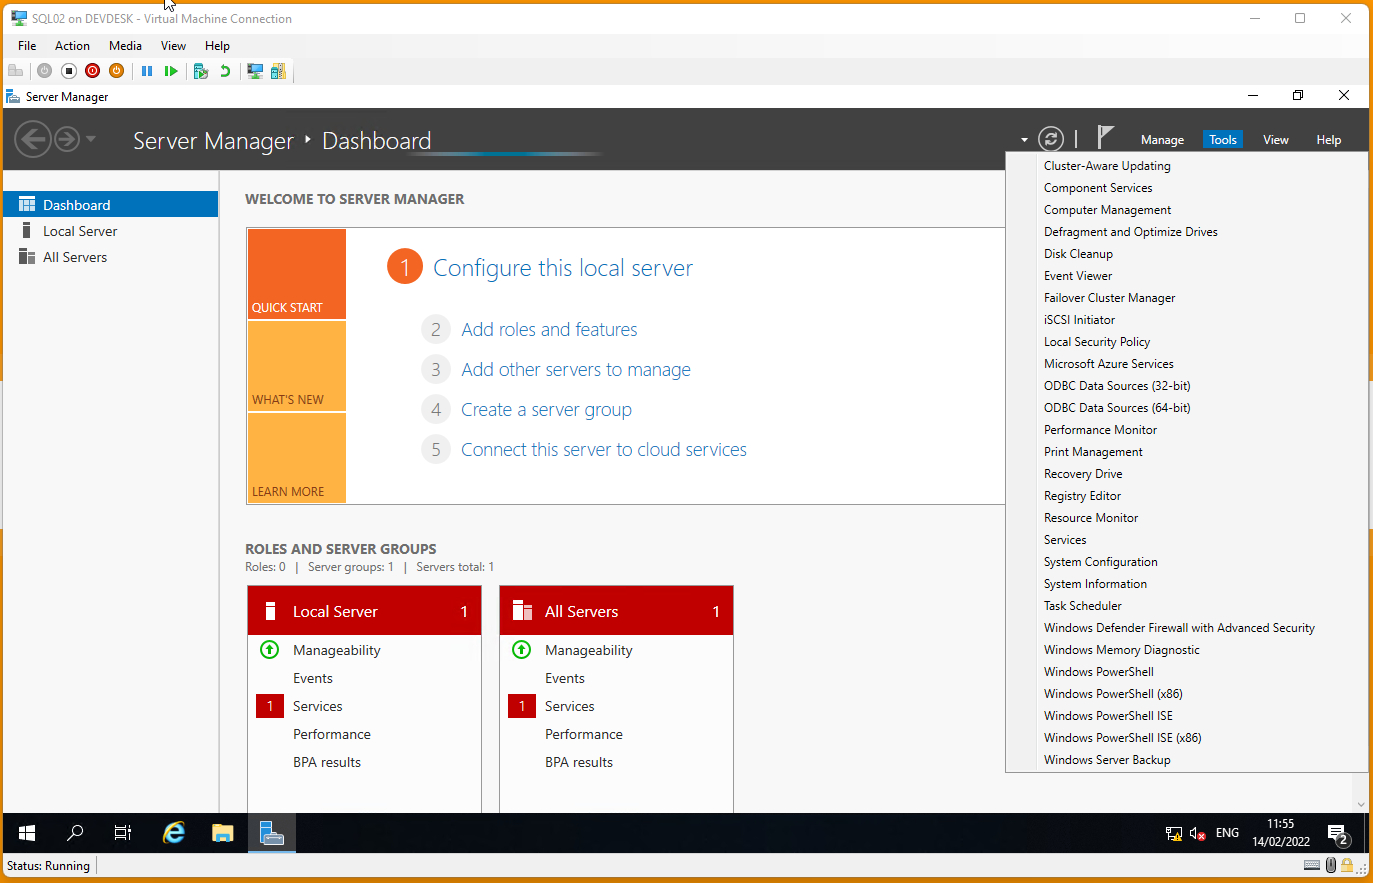 SQL02 on DEVDESK - Virtual Machine Connection
File Action Media View Help
Server Manager
Server Manager Dashboard
Manage Tools View Help
Dashboard
Local Server
All Servers
WELCOME TO SERVER MANAGER
QUICK START
WHAT'S NEW
LEARN MORE
1 Configure this local server
2 Add roles and features
3 Add other servers to manage
4 Create a server group
5 Connect this server to cloud services
ROLES AND SERVER GROUPS
Roles: 0 | Server groups: 1 | Servers total: 1
Local Server 1
Manageability
Events
1 Services
Performance
BPA results
All Servers 1
Manageability
Events
1 Services
Performance
BPA results
Cluster-Aware Updating
Component Services
Computer Management
Defragment and Optimize Drives
Disk Cleanup
Event Viewer
Failover Cluster Manager
iSCSI Initiator
Local Security Policy
Microsoft Azure Services
ODBC Data Sources (32-bit)
ODBC Data Sources (64-bit)
Performance Monitor
Print Management
Recovery Drive
Registry Editor
Resource Monitor
Services
System Configuration
System Information
Task Scheduler
Windows Defender Firewall with Advanced Security
Windows Memory Diagnostic
Windows PowerShell
Windows PowerShell (x86)
Windows PowerShell ISE
Windows PowerShell ISE (x86)
Windows Server Backup
ENG
11:55
14/02/2022
2
Status: Running